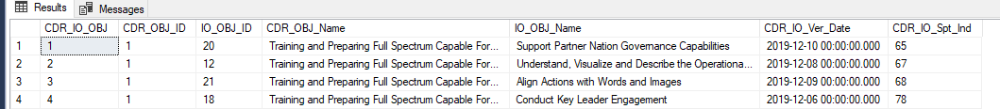 Results Messages
CDR_IO_OBJ CDR_OBJ_ID IO_OBJ_ID CDR_OBJ_Name IO_OBJ_Name CDR_IO_Ver_Date CDR_IO_Spt_Ind
1 1 1 20 Training and Preparing Full Spectrum Capable For... Support Partner Nation Governance Capabilities 2019-12-10 00:00:00.000 65
2 2 1 12 Training and Preparing Full Spectrum Capable For... Understand, Visualize and Describe the Operationa... 2019-12-08 00:00:00.000 67
3 3 1 21 Training and Preparing Full Spectrum Capable For... Align Actions with Words and Images 2019-12-09 00:00:00.000 68
4 4 1 18 Training and Preparing Full Spectrum Capable For... Conduct Key Leader Engagement 2019-12-06 00:00:00.000 78